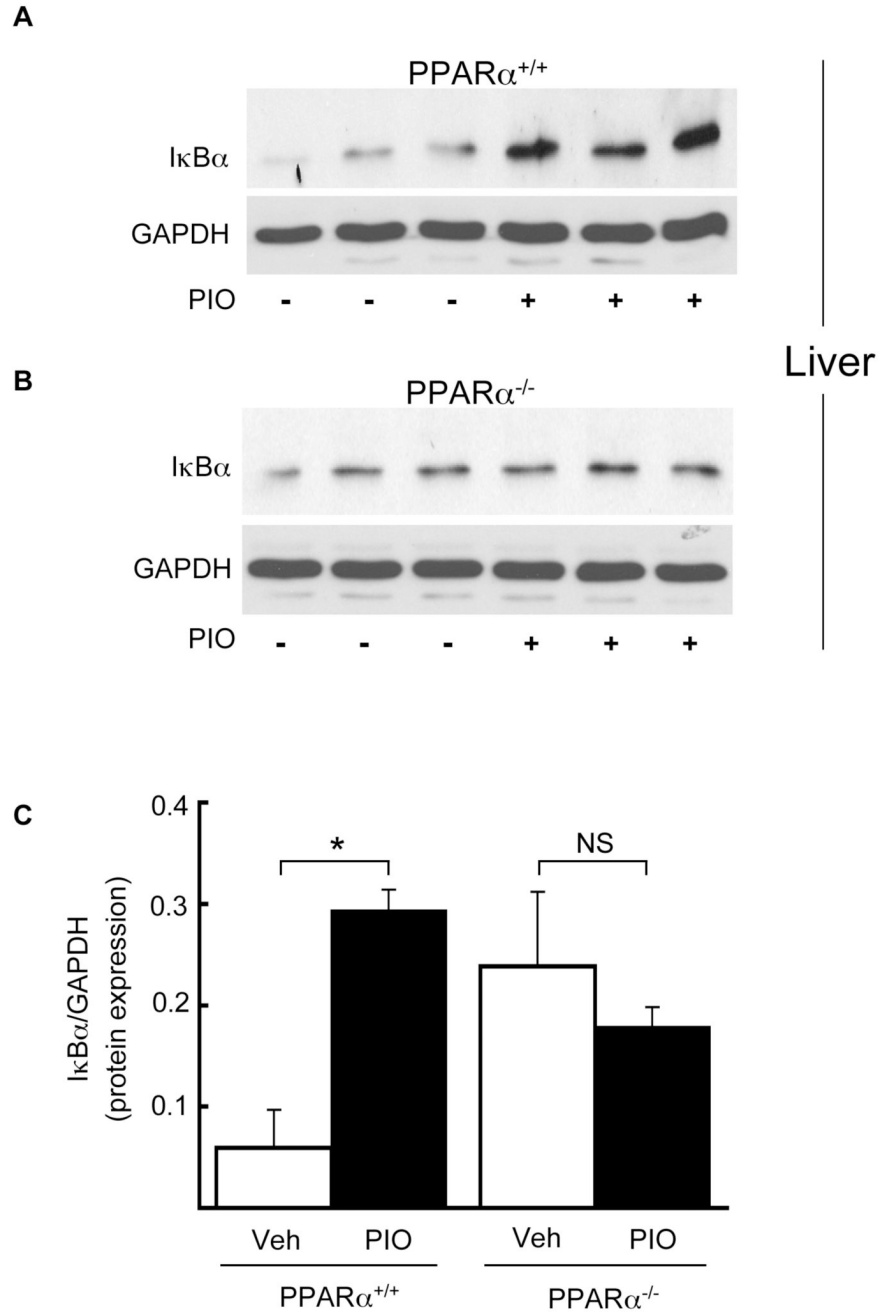 A
PPARα+/+
IκBα
GAPDH
PIO - - - + + +
Liver
B
PPARα-/-
IκBα
GAPDH
PIO - - - + + +
C
0.4
0.3
0.2
0.1
IκBα/GAPDH
(protein expression)
*
NS
Veh PIO Veh PIO
PPARα+/+ PPARα-/-